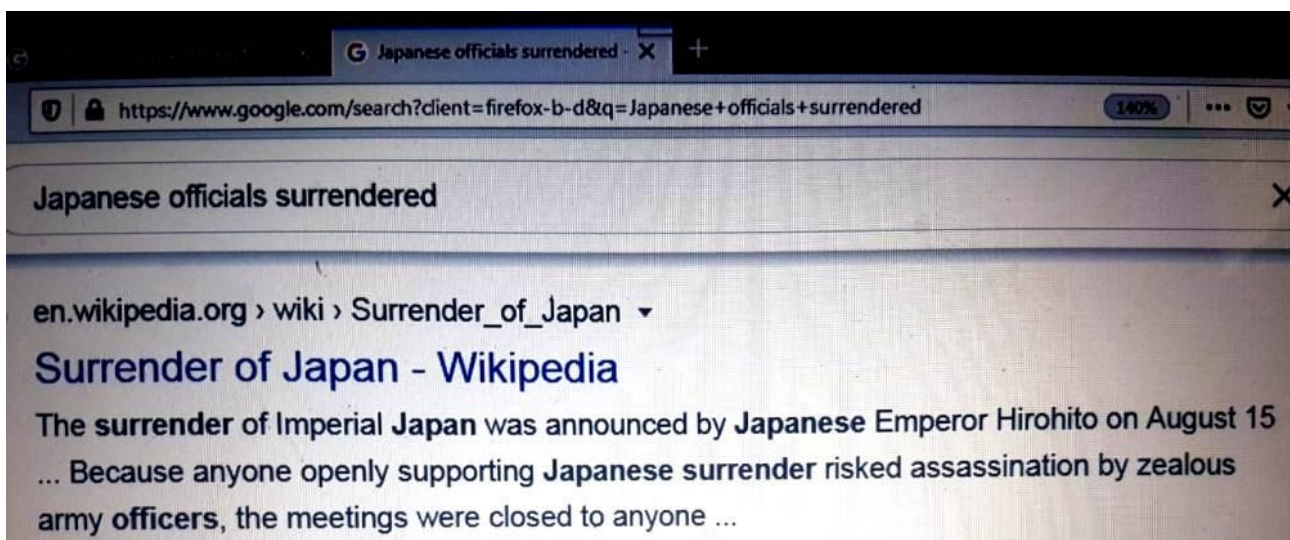 G Japanese officials surrendered -
https://www.google.com/search?client=firefox-b-d&q=Japanese+officials+surrendered 140%
Japanese officials surrendered
en.wikipedia.org › wiki › Surrender_of_Japan
Surrender of Japan - Wikipedia
The surrender of Imperial Japan was announced by Japanese Emperor Hirohito on August 15
... Because anyone openly supporting Japanese surrender risked assassination by zealous
army officers, the meetings were closed to anyone ...